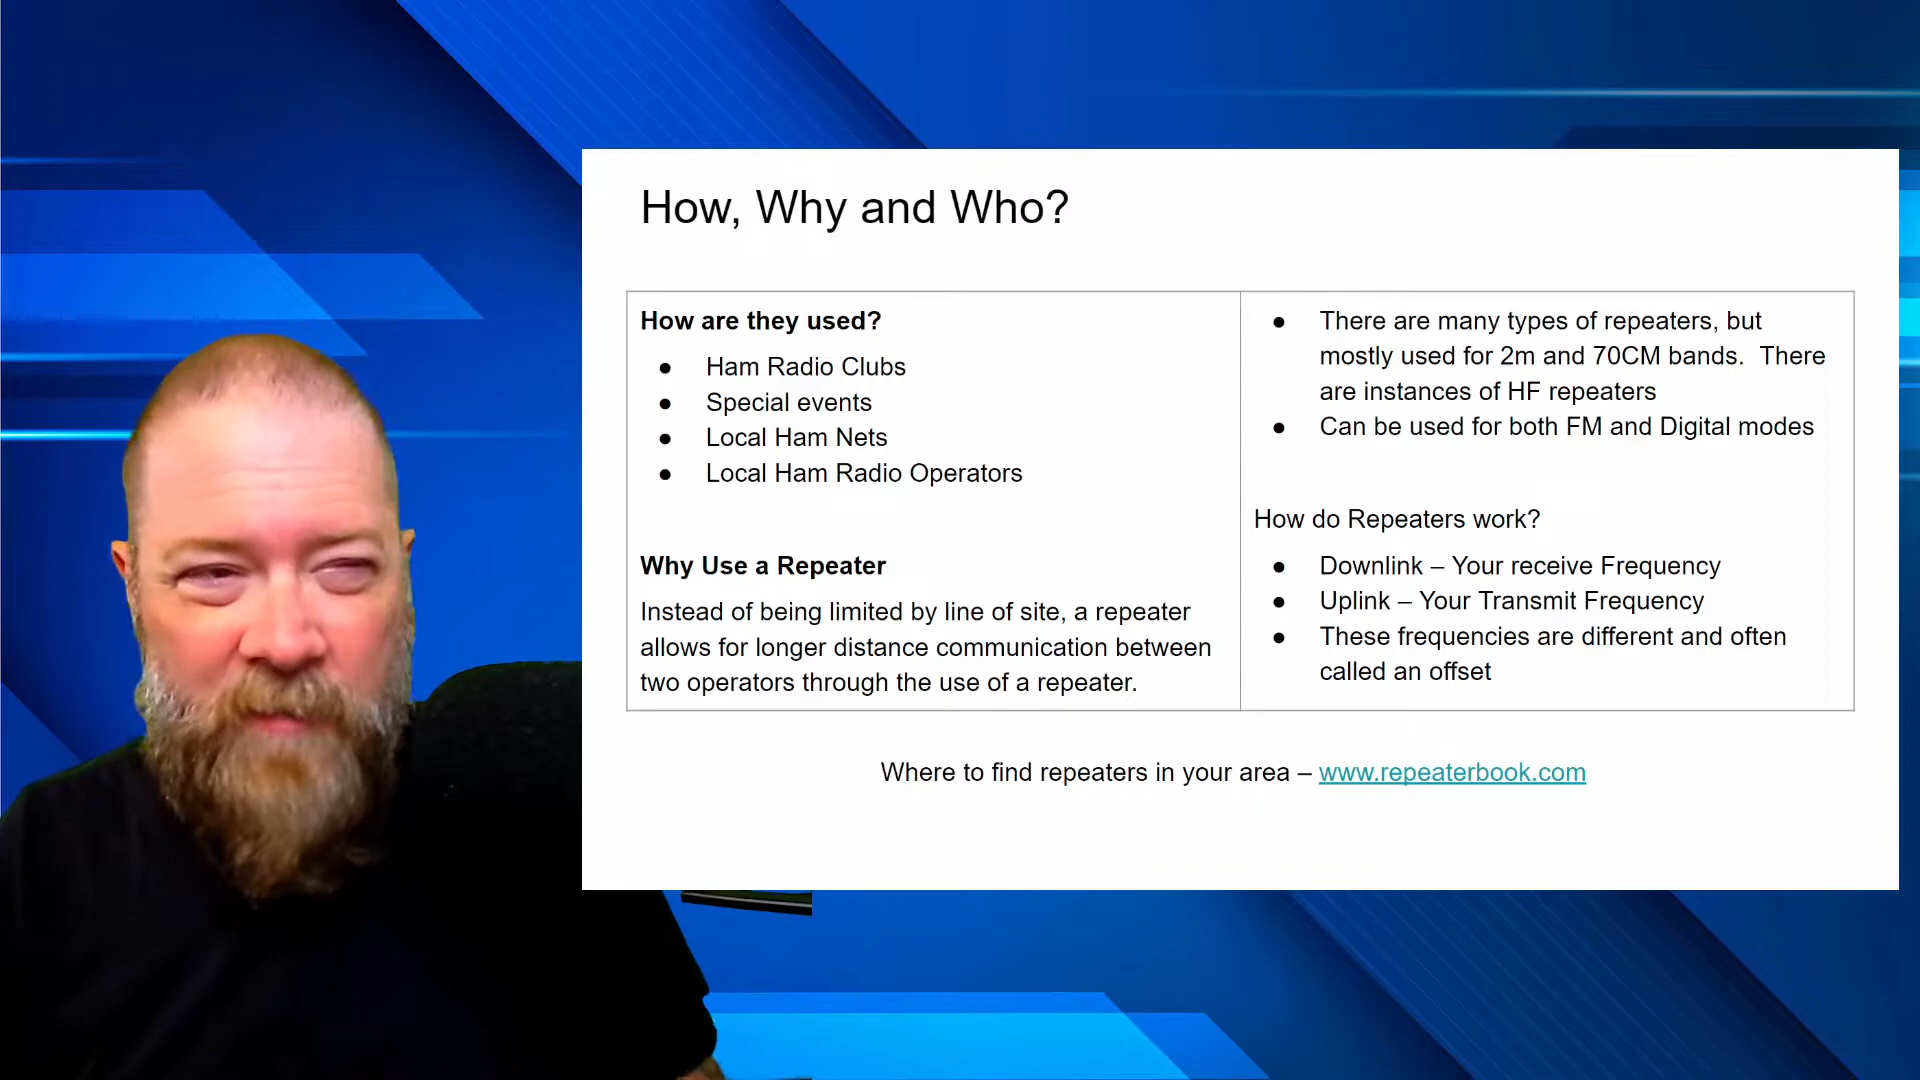 How, Why and Who?
How are they used?
● Ham Radio Clubs
● Special events
● Local Ham Nets
● Local Ham Radio Operators
Why Use a Repeater
Instead of being limited by line of site, a repeater
allows for longer distance communication between
two operators through the use of a repeater.
● There are many types of repeaters, but
mostly used for 2m and 70CM bands.  There
are instances of HF repeaters
● Can be used for both FM and Digital modes
How do Repeaters work?
● Downlink – Your receive Frequency
● Uplink – Your Transmit Frequency
● These frequencies are different and often
called an offset
Where to find repeaters in your area – www.repeaterbook.com